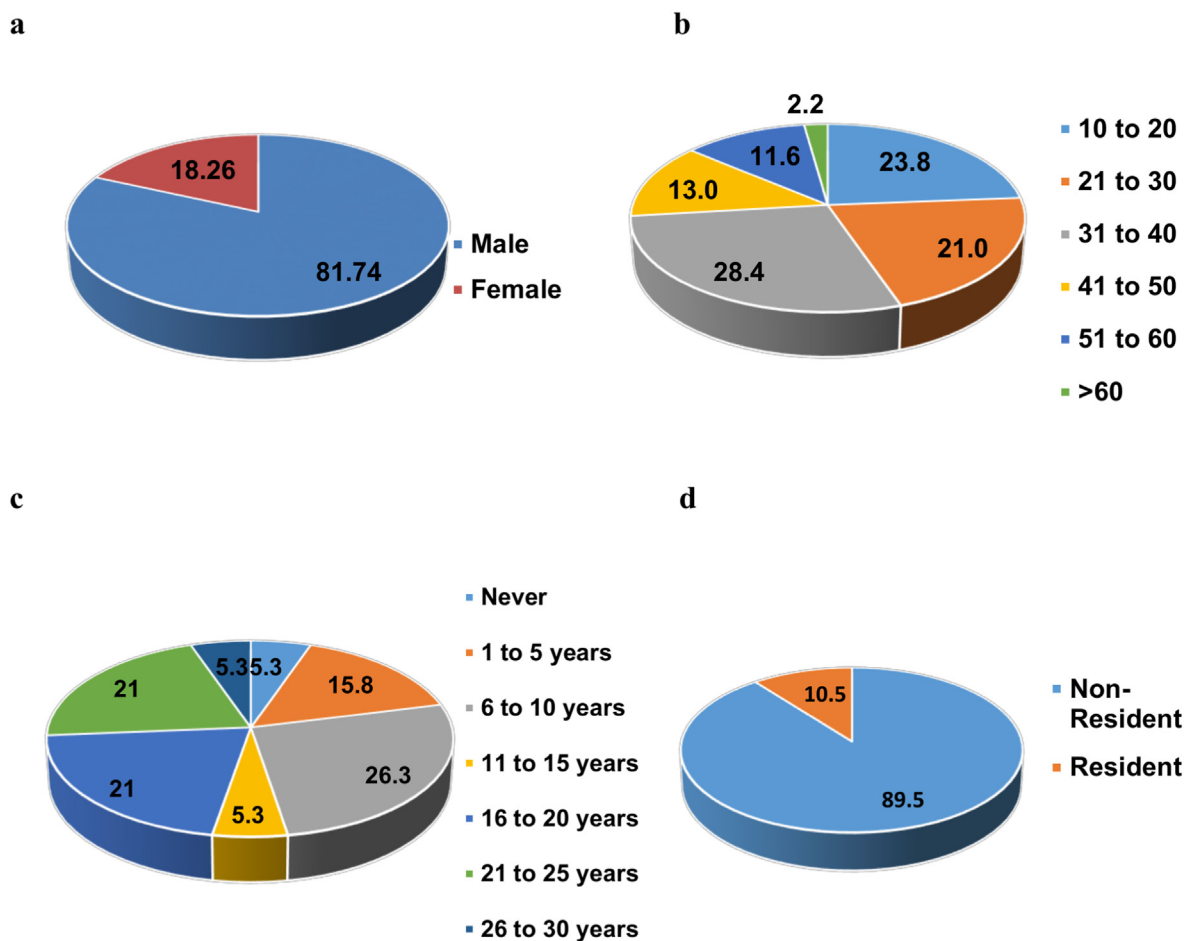 a
18.26
81.74
Male
Female
b
2.2
11.6
23.8
13.0
21.0
28.4
10 to 20
21 to 30
31 to 40
41 to 50
51 to 60
>60
c
5.3
5.3
21
15.8
26.3
21
5.3
Never
1 to 5 years
6 to 10 years
11 to 15 years
16 to 20 years
21 to 25 years
26 to 30 years
d
10.5
89.5
Non-
Resident
Resident